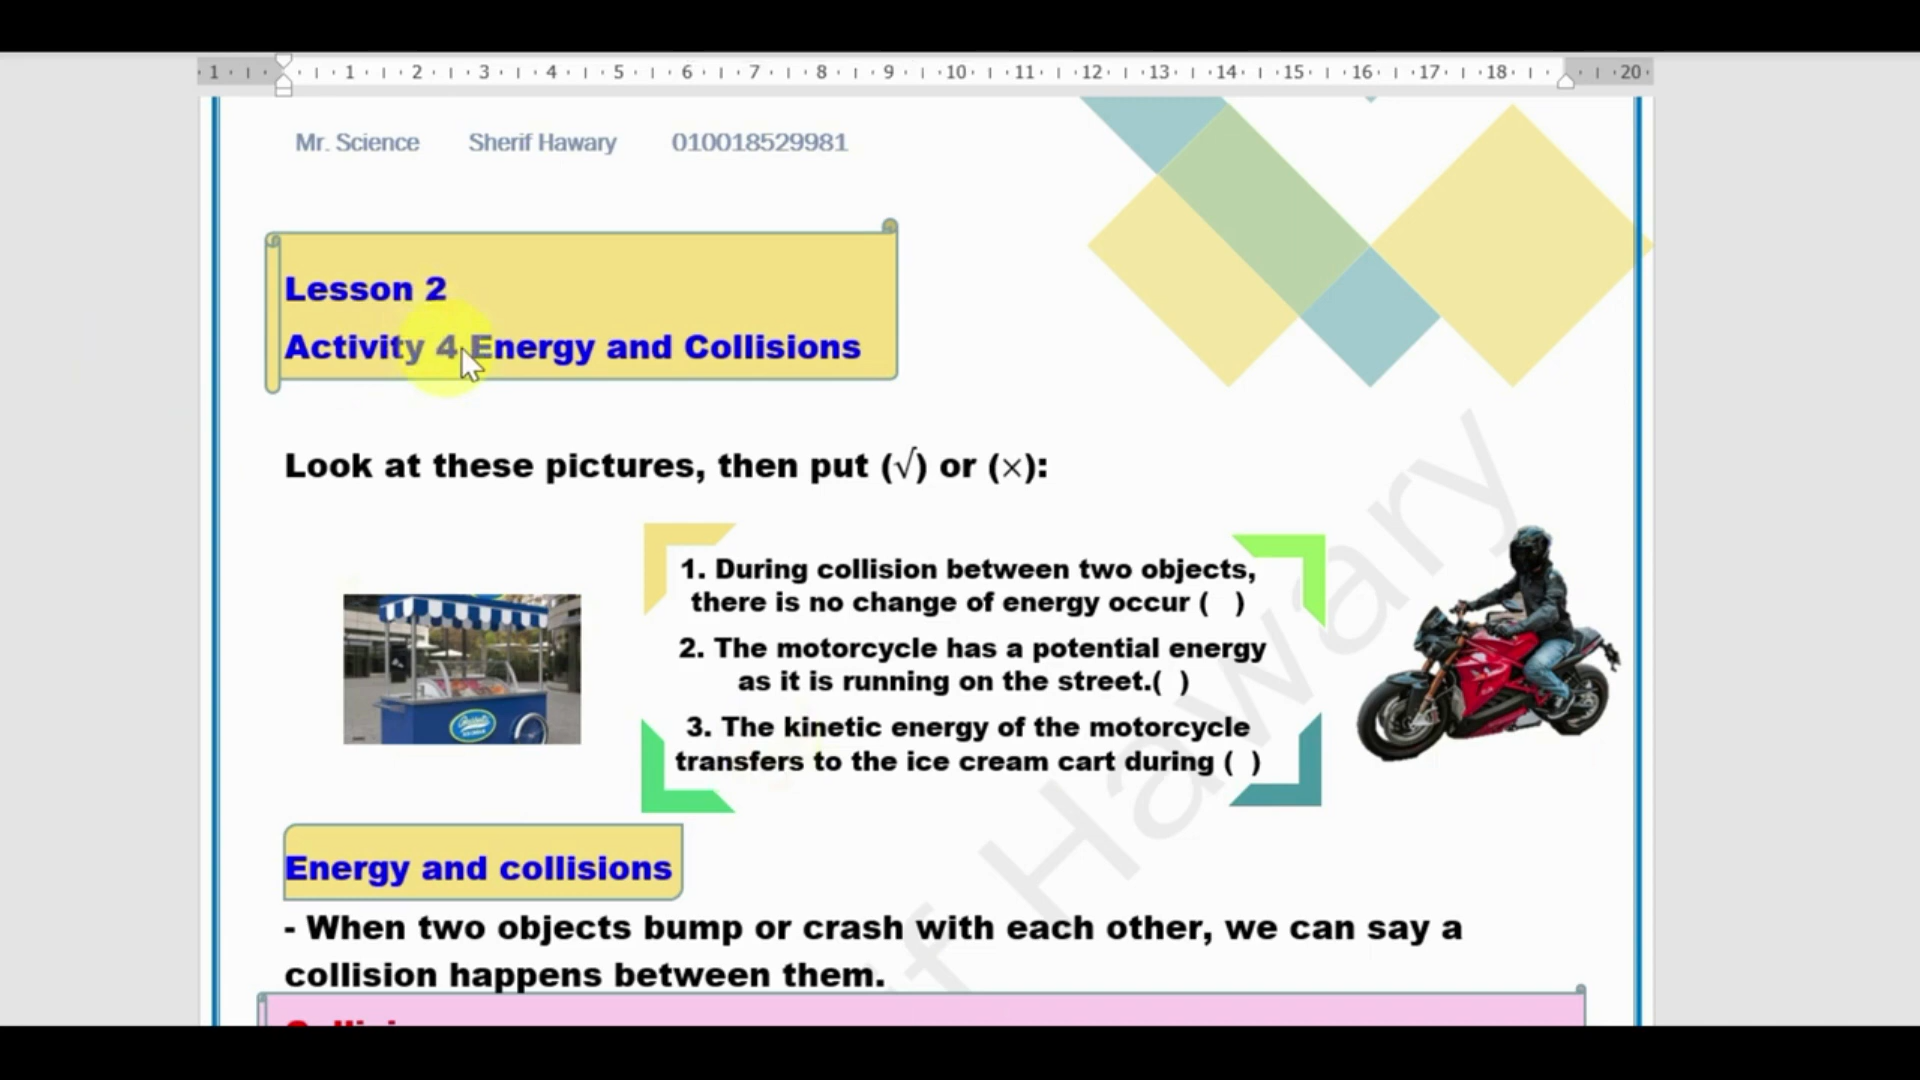 1 1 2 3 4 5 6 7 8 9 10 11 12 13 14 15 16 17 18 20
Mr. Science Sherif Hawary 010018529981
Lesson 2
Activity 4 Energy and Collisions
Look at these pictures, then put (√) or (×):
1. During collision between two objects,
there is no change of energy occur ( )
2. The motorcycle has a potential energy
as it is running on the street.( )
3. The kinetic energy of the motorcycle
transfers to the ice cream cart during ( )
Energy and collisions
- When two objects bump or crash with each other, we can say a
collision happens between them.
if Hawary